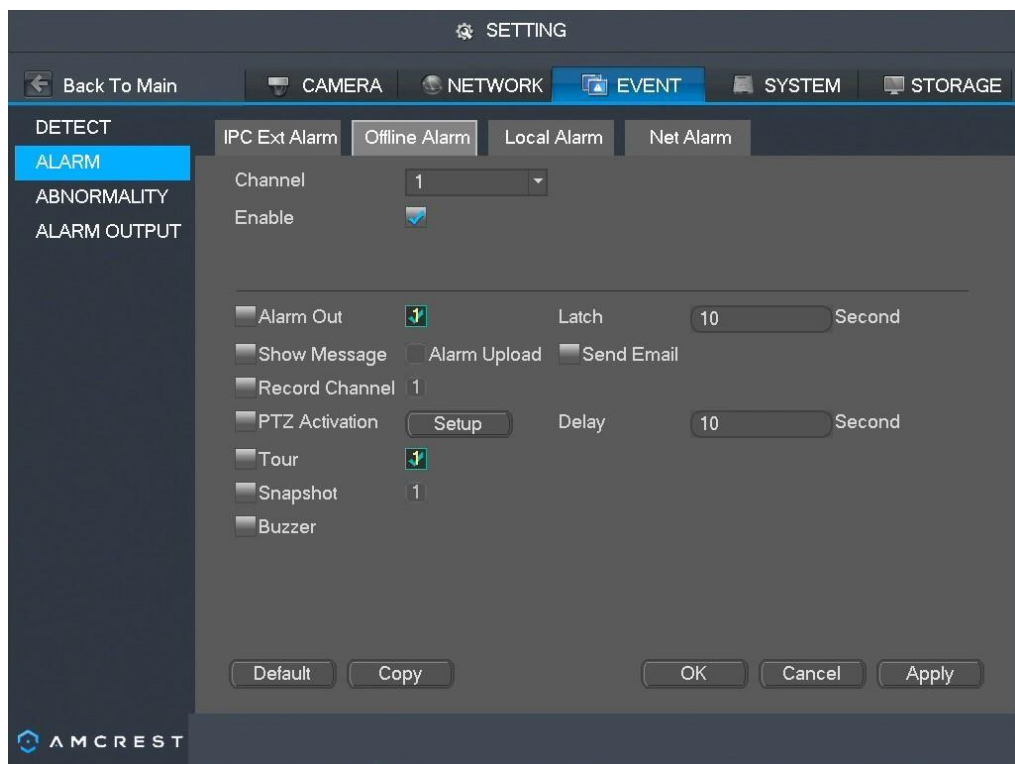 SETTING
Back To Main CAMERA NETWORK EVENT SYSTEM STORAGE
DETECT
ALARM
ABNORMALITY
ALARM OUTPUT
IPC Ext Alarm Offline Alarm Local Alarm Net Alarm
Channel 1
Enable
Alarm Out 1 Latch 10 Second
Show Message Alarm Upload Send Email
Record Channel 1
PTZ Activation Setup Delay 10 Second
Tour 1
Snapshot 1
Buzzer
Default Copy OK Cancel Apply
AMCREST